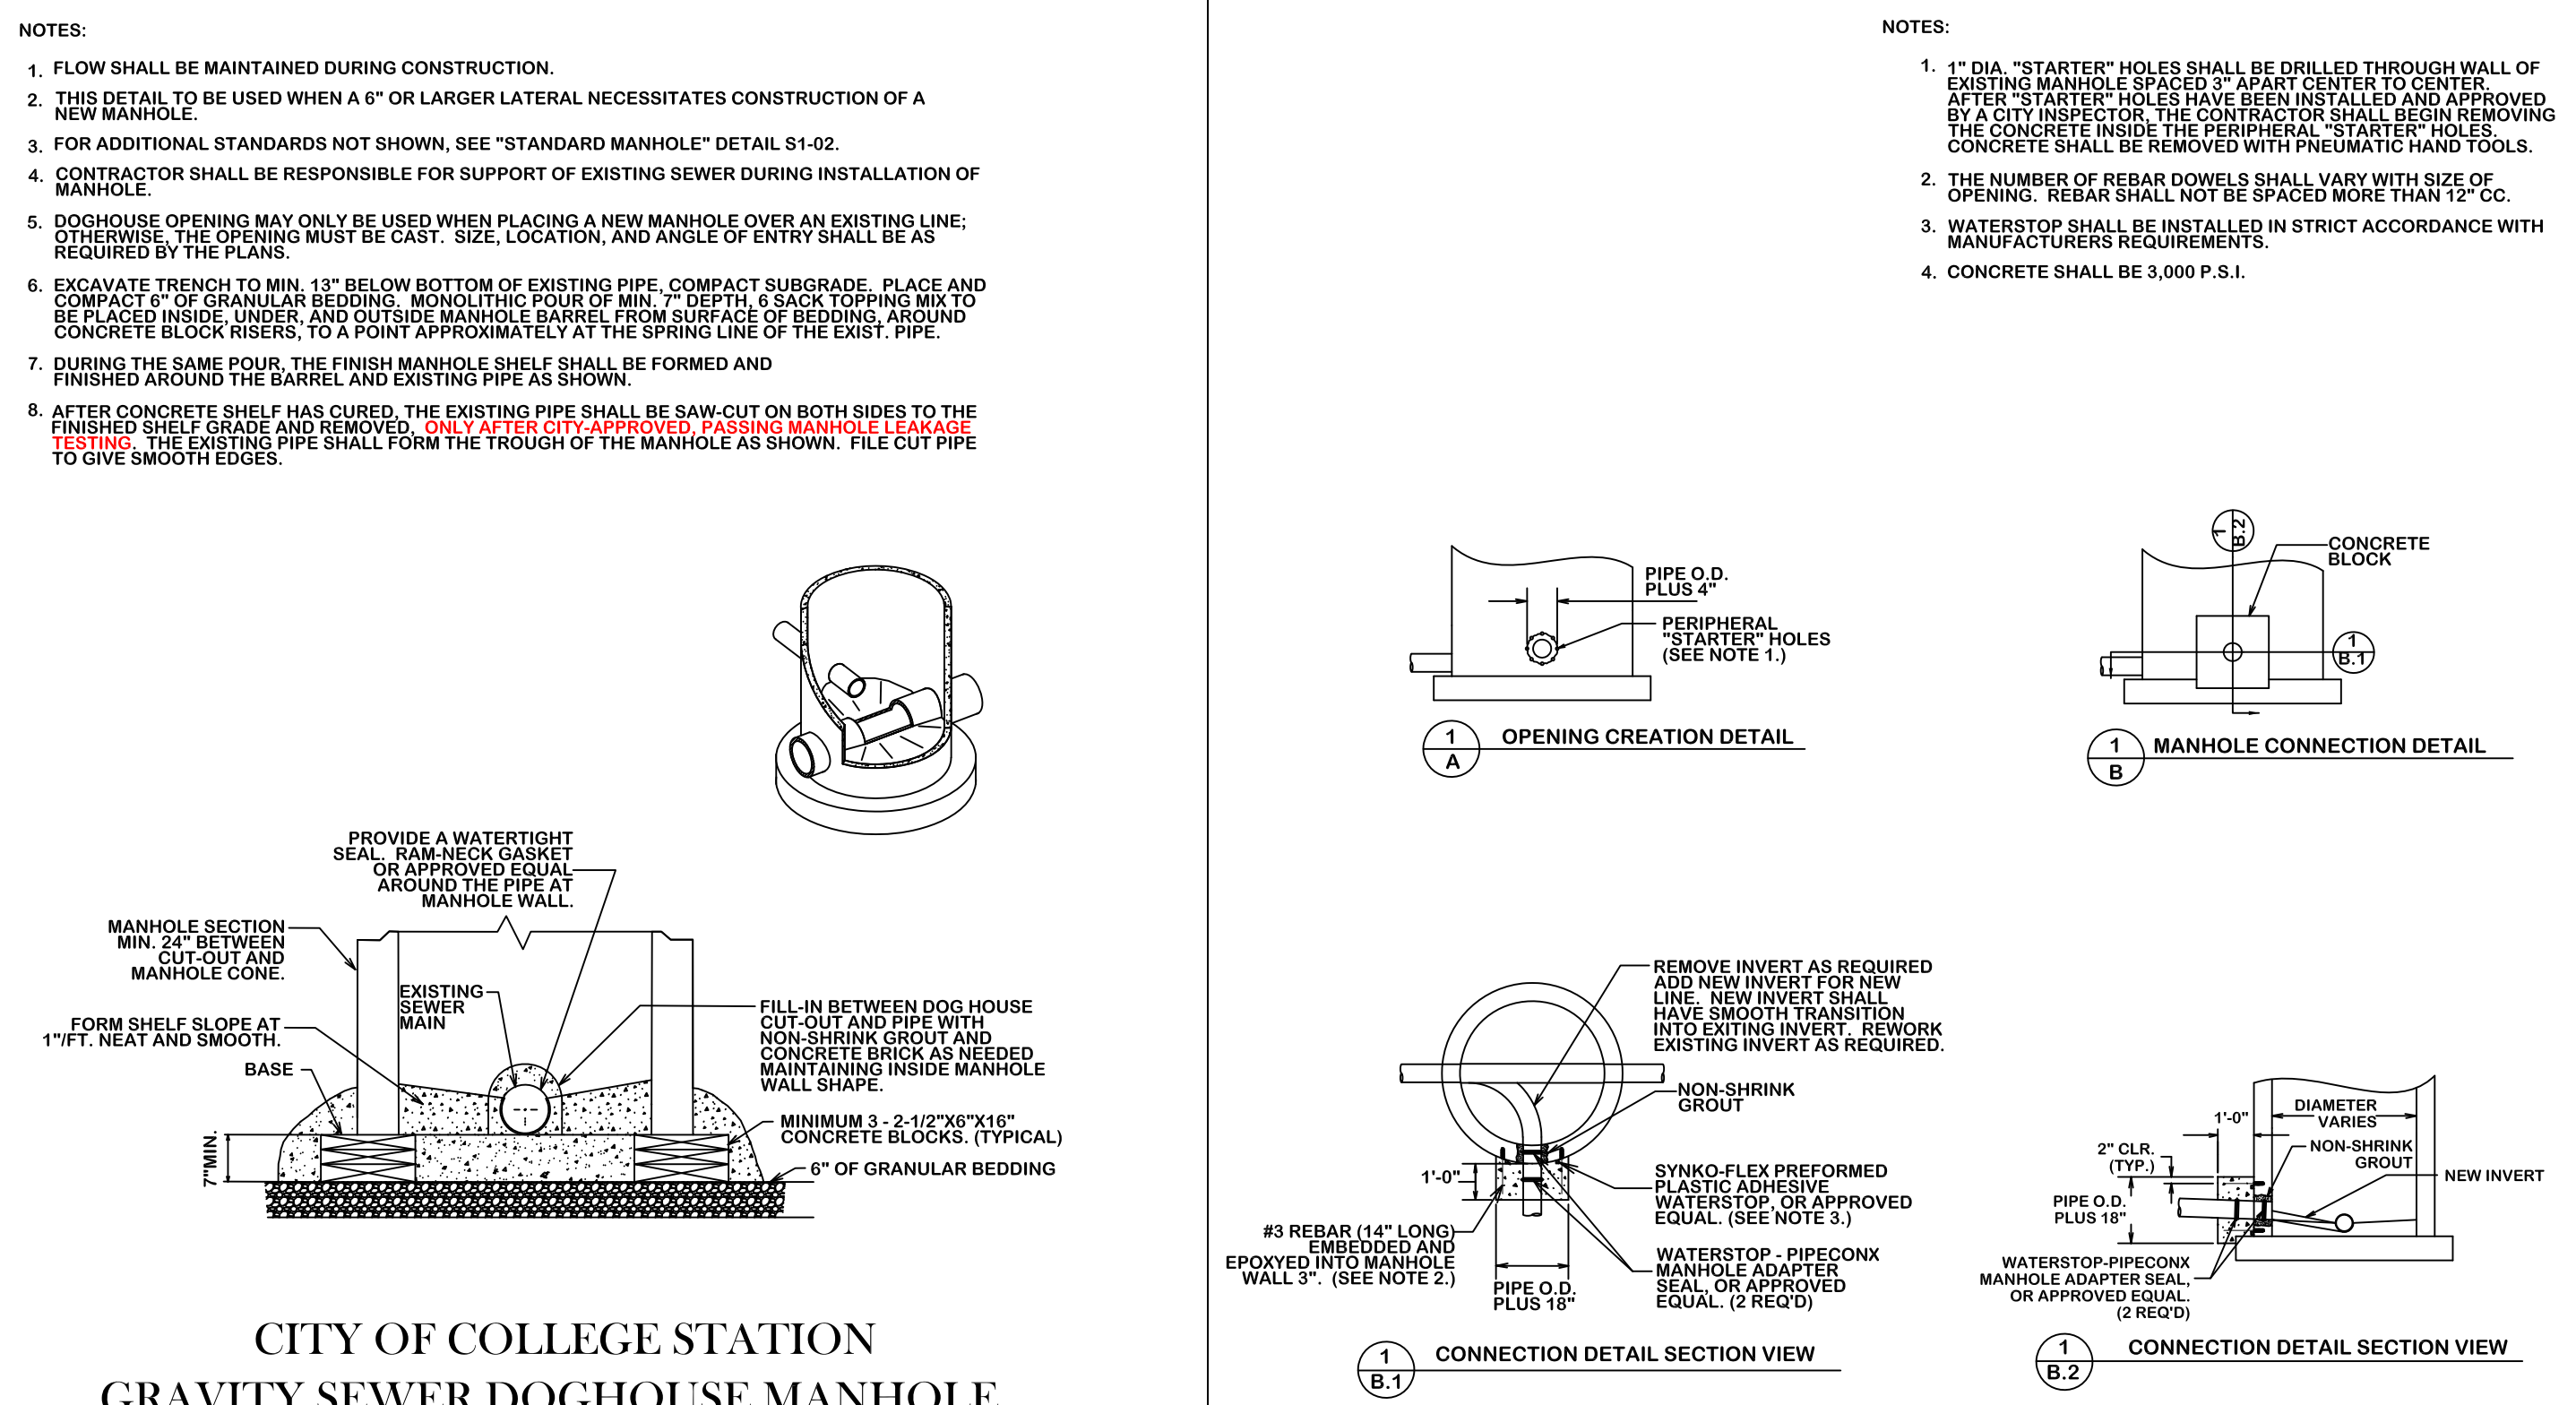 NOTES:
1. FLOW SHALL BE MAINTAINED DURING CONSTRUCTION.
2. THIS DETAIL TO BE USED WHEN A 6" OR LARGER LATERAL NECESSITATES CONSTRUCTION OF A
NEW MANHOLE.
3. FOR ADDITIONAL STANDARDS NOT SHOWN, SEE "STANDARD MANHOLE" DETAIL S1-02.
4. CONTRACTOR SHALL BE RESPONSIBLE FOR SUPPORT OF EXISTING SEWER DURING INSTALLATION OF
MANHOLE.
5. DOGHOUSE OPENING MAY ONLY BE USED WHEN PLACING A NEW MANHOLE OVER AN EXISTING LINE;
OTHERWISE, THE OPENING MUST BE CAST. SIZE, LOCATION, AND ANGLE OF ENTRY SHALL BE AS
REQUIRED BY THE PLANS.
6. EXCAVATE TRENCH TO MIN. 13" BELOW BOTTOM OF EXISTING PIPE, COMPACT SUBGRADE. PLACE AND
COMPACT 6" OF GRANULAR BEDDING. MONOLITHIC POUR OF MIN. 7" DEPTH, 6 SACK TOPPING MIX TO
BE PLACED INSIDE, UNDER, AND OUTSIDE MANHOLE BARREL FROM SURFACE OF BEDDING, AROUND
CONCRETE BLOCK RISERS, TO A POINT APPROXIMATELY AT THE SPRING LINE OF THE EXIST. PIPE.
7. DURING THE SAME POUR, THE FINISH MANHOLE SHELF SHALL BE FORMED AND
FINISHED AROUND THE BARREL AND EXISTING PIPE AS SHOWN.
8. AFTER CONCRETE SHELF HAS CURED, THE EXISTING PIPE SHALL BE SAW-CUT ON BOTH SIDES TO THE
FINISHED SHELF GRADE AND REMOVED, ONLY AFTER CITY-APPROVED, PASSING MANHOLE LEAKAGE
TESTING. THE EXISTING PIPE SHALL FORM THE TROUGH OF THE MANHOLE AS SHOWN. FILE CUT PIPE
TO GIVE SMOOTH EDGES.
PROVIDE A WATERTIGHT
SEAL. RAM-NECK GASKET
OR APPROVED EQUAL
AROUND THE PIPE AT
MANHOLE WALL.
MANHOLE SECTION
MIN. 24" BETWEEN
CUT-OUT AND
MANHOLE CONE.
EXISTING
SEWER
MAIN
FORM SHELF SLOPE AT
1"/FT. NEAT AND SMOOTH.
BASE
FILL-IN BETWEEN DOG HOUSE
CUT-OUT AND PIPE WITH
NON-SHRINK GROUT AND
CONCRETE BRICK AS NEEDED
MAINTAINING INSIDE MANHOLE
WALL SHAPE.
MINIMUM 3 - 2-1/2"X6"X16"
CONCRETE BLOCKS. (TYPICAL)
7"MIN.
6" OF GRANULAR BEDDING
CITY OF COLLEGE STATION
GRAVITY SEWER DOGHOUSE MANHOLE
NOTES:
1. 1" DIA. "STARTER" HOLES SHALL BE DRILLED THROUGH WALL OF
EXISTING MANHOLE SPACED 3" APART CENTER TO CENTER.
AFTER "STARTER" HOLES HAVE BEEN INSTALLED AND APPROVED
BY A CITY INSPECTOR, THE CONTRACTOR SHALL BEGIN REMOVING
THE CONCRETE INSIDE THE PERIPHERAL "STARTER" HOLES.
CONCRETE SHALL BE REMOVED WITH PNEUMATIC HAND TOOLS.
2. THE NUMBER OF REBAR DOWELS SHALL VARY WITH SIZE OF
OPENING. REBAR SHALL NOT BE SPACED MORE THAN 12" CC.
3. WATERSTOP SHALL BE INSTALLED IN STRICT ACCORDANCE WITH
MANUFACTURERS REQUIREMENTS.
4. CONCRETE SHALL BE 3,000 P.S.I.
PIPE O.D.
PLUS 4"
PERIPHERAL
"STARTER" HOLES
(SEE NOTE 1.)
1
A
OPENING CREATION DETAIL
1
B.2
CONCRETE
BLOCK
1
B.1
1
B
MANHOLE CONNECTION DETAIL
REMOVE INVERT AS REQUIRED
ADD NEW INVERT FOR NEW
LINE. NEW INVERT SHALL
HAVE SMOOTH TRANSITION
INTO EXITING INVERT. REWORK
EXISTING INVERT AS REQUIRED.
NON-SHRINK
GROUT
1'-0"
SYNKO-FLEX PREFORMED
PLASTIC ADHESIVE
WATERSTOP, OR APPROVED
EQUAL. (SEE NOTE 3.)
#3 REBAR (14" LONG)
EMBEDDED AND
EPOXYED INTO MANHOLE
WALL 3". (SEE NOTE 2.)
PIPE O.D.
PLUS 18"
WATERSTOP - PIPECONX
MANHOLE ADAPTER
SEAL, OR APPROVED
EQUAL. (2 REQ'D)
1
B.1
CONNECTION DETAIL SECTION VIEW
DIAMETER
VARIES
1'-0"
2" CLR.
(TYP.)
NON-SHRINK
GROUT
NEW INVERT
PIPE O.D.
PLUS 18"
WATERSTOP-PIPECONX
MANHOLE ADAPTER SEAL,
OR APPROVED EQUAL.
(2 REQ'D)
1
B.2
CONNECTION DETAIL SECTION VIEW